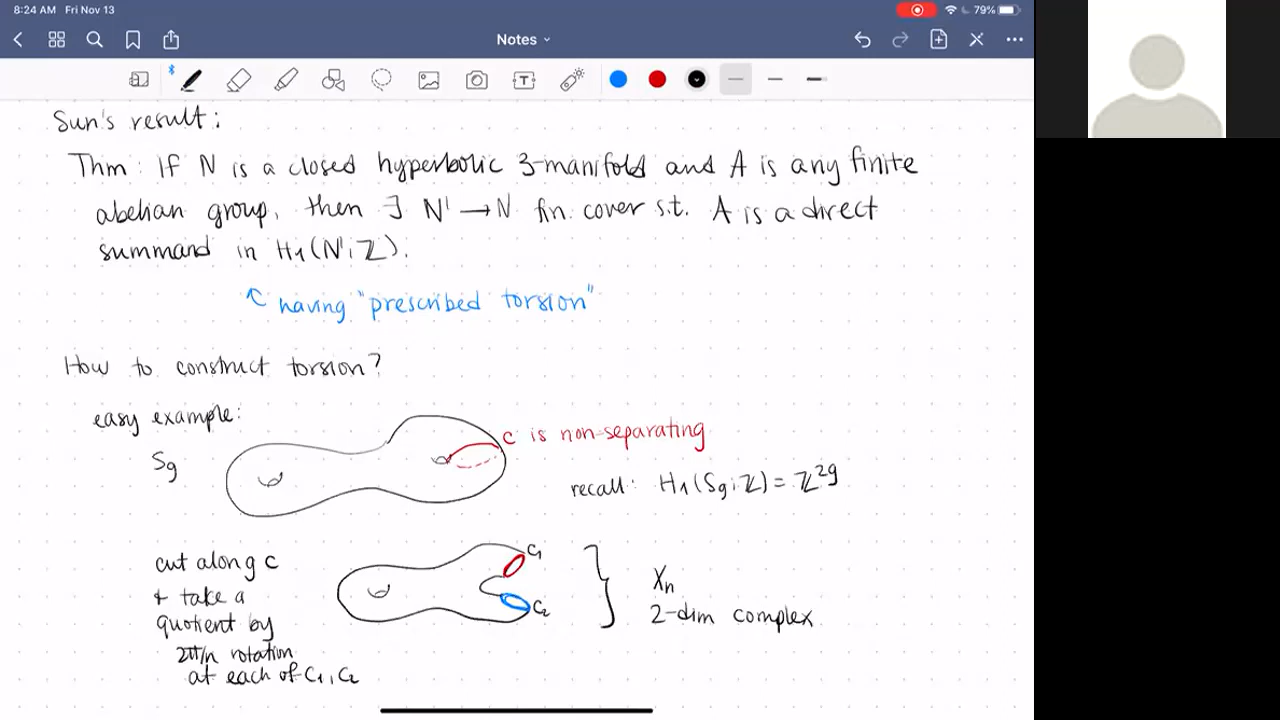 8:24 AM Fri Nov 13
79%
Notes
Sun's result:
Thm: If N is a closed hyperbolic 3-manifold and A is any finite
abelian group, then ∃ N' → N fin. cover s.t. A is a direct
summand in H₁(N';ℤ).
↖ having "prescribed torsion"
How to construct torsion?
easy example:
Sg
c is non-separating
recall: H₁(Sg;ℤ) = ℤ²ᵍ
cut along c
+ take a
quotient by
2π/n rotation
at each of C₁, C₂
C₁
C₂
Xₙ
2-dim complex